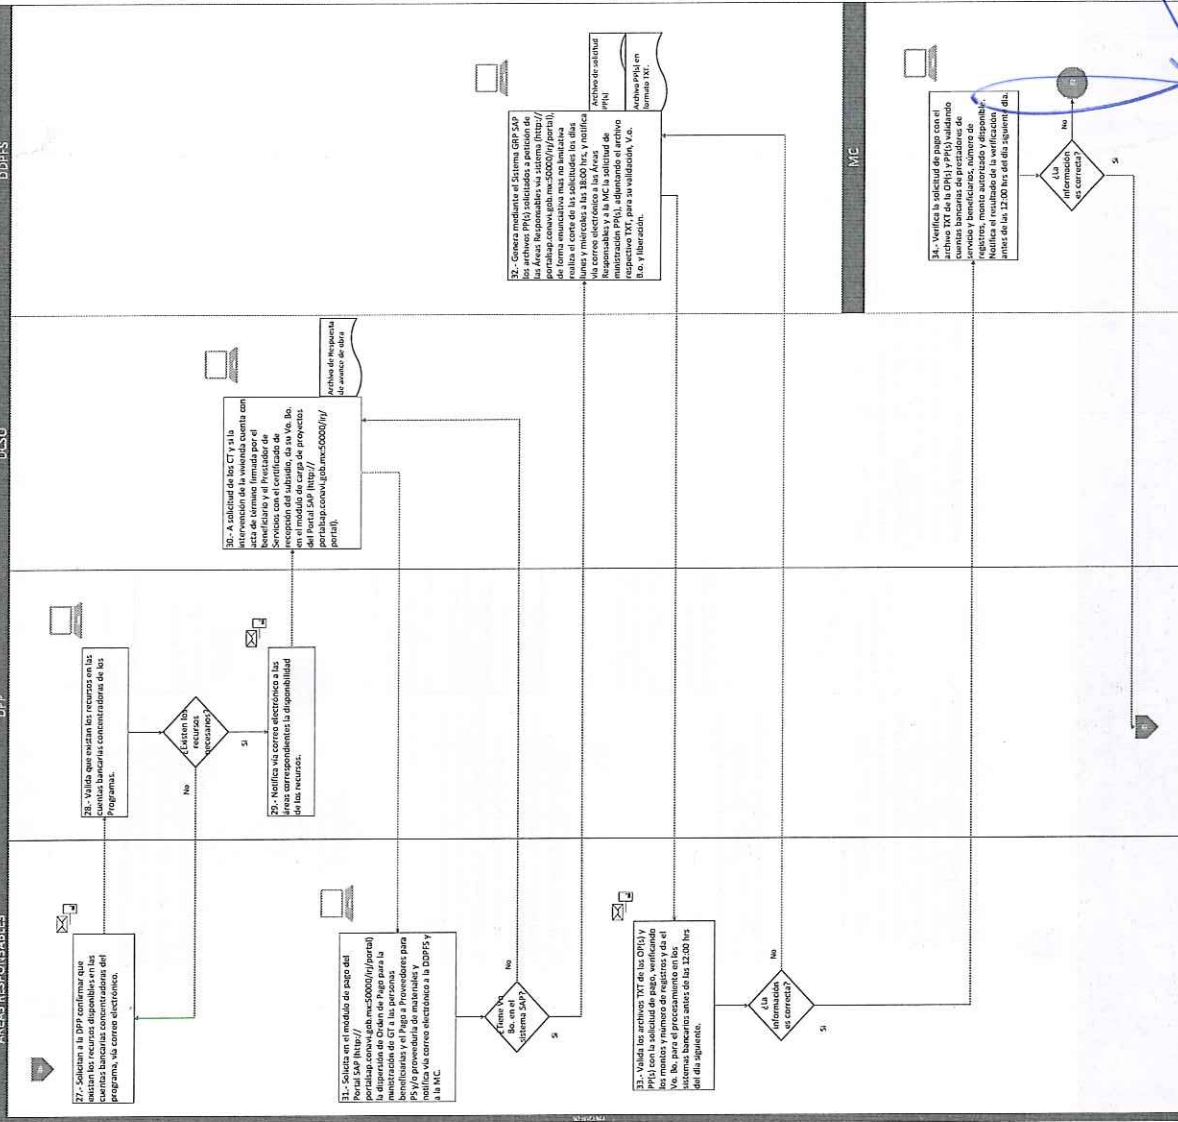 ÁREAS RESPONSABLES
DPP
DDPFS
27.- Solicitan a la DPP confirmar que
existan los recursos disponibles en las
cuentas bancarias concentradoras del
programa, vía correo electrónico.
28.- Valida que existan los recursos en las
cuentas bancarias concentradoras de los
Programas.
¿Existen los
recursos
necesarios?
No
Si
29.- Notifica vía correo electrónico a las
áreas correspondientes la disponibilidad
de los recursos.
30.- A solicitud de los CT y si la
intervención de la vivienda cuenta con
acta de término firmada por el
beneficiario y el Prestador de
Servicios con el certificado de
recepción del subsidio, da su Vo. Bo.
en el módulo de carga de proyectos
del Portal SAP (http://
portalsap.conavi.gob.mx:50000/irj/
portal).
Archivo de Respuesta
de avance de obra
31.- Solicita en el módulo de pago del
Portal SAP (http://
portalsap.conavi.gob.mx:50000/irj/portal)
la dispersión de Orden de Pago para la
ministración de GT a las personas
beneficiarias y el Pago a Proveedores para
PS y/o proveeduría de materiales y
notifica vía correo electrónico a la DDPFS y
a la MC.
¿Tiene Vo.
Bo. en el
sistema SAP?
No
Si
32.- Genera mediante el Sistema GRP SAP
los archivos PP(s) solicitados a petición de
las Áreas Responsables vía sistema (http://
portalsap.conavi.gob.mx:50000/irj/portal),
de forma enunciativa mas no limitativa
realiza el corte de las solicitudes los días
lunes y miércoles a las 18:00 hrs, y notifica
vía correo electrónico a las Áreas
Responsables y a la MC la solicitud de
ministración PP(s), adjuntando el archivo
respectivo TXT, para su validación, V.o.
B.o. y liberación.
Archivo de solicitud
PP(s)
Archivo PP(s) en
formato TXT.
33.- Valida los archivos TXT de las OP(s) y
PP(s) con la solicitud de pago, verificando
los montos y número de registros y da el
Vo. Bo. para el procesamiento en los
sistemas bancarios antes de las 12:00 hrs
del día siguiente.
¿La
información
es correcta?
No
Si
MC
34.- Verifica la solicitud de pago con el
archivo TXT de la OP(s) y PP(s) validando
cuentas bancarias de prestadores de
servicio y beneficiarios, número de
registros, monto autorizado y disponible.
Notifica el resultado de la verificación
antes de las 12:00 hrs del día siguiente día.
¿La
información
es correcta?
No
Si